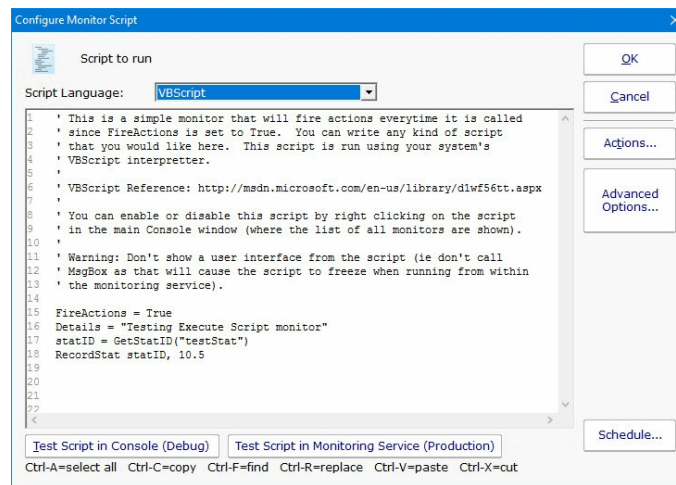 Configure Monitor Script
Script to run
OK
Script Language: VBScript
Cancel
1 ' This is a simple monitor that will fire actions everytime it is called
2 ' since FireActions is set to True.  You can write any kind of script
3 ' that you would like here.  This script is run using your system's
4 ' VBScript interpretter.
5 '
6 ' VBScript Reference: http://msdn.microsoft.com/en-us/library/d1wf56tt.aspx
7 '
8 ' You can enable or disable this script by right clicking on the script
9 ' in the main Console window (where the list of all monitors are shown).
10 '
11 ' Warning: Don't show a user interface from the script (ie don't call
12 ' MsgBox as that will cause the script to freeze when running from within
13 ' the monitoring service).
14
15 FireActions = True
16 Details = "Testing Execute Script monitor"
17 statID = GetStatID("testStat")
18 RecordStat statID, 10.5
19
20
21
22
Actions...
Advanced
Options...
Schedule...
Test Script in Console (Debug)
Test Script in Monitoring Service (Production)
Ctrl-A=select all  Ctrl-C=copy  Ctrl-F=find  Ctrl-R=replace  Ctrl-V=paste  Ctrl-X=cut